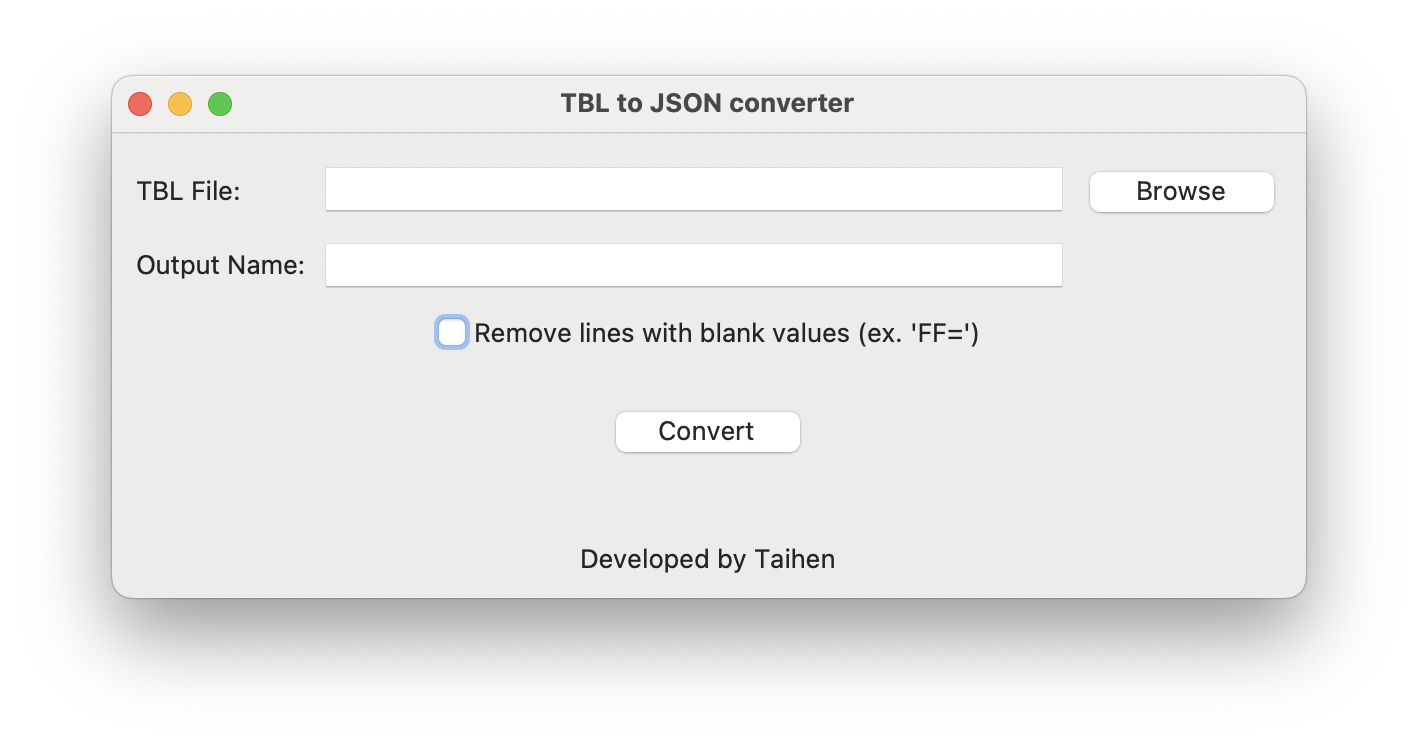 TBL to JSON converter
TBL File:
Browse
Output Name:
Remove lines with blank values (ex. 'FF=')
Convert
Developed by Taihen